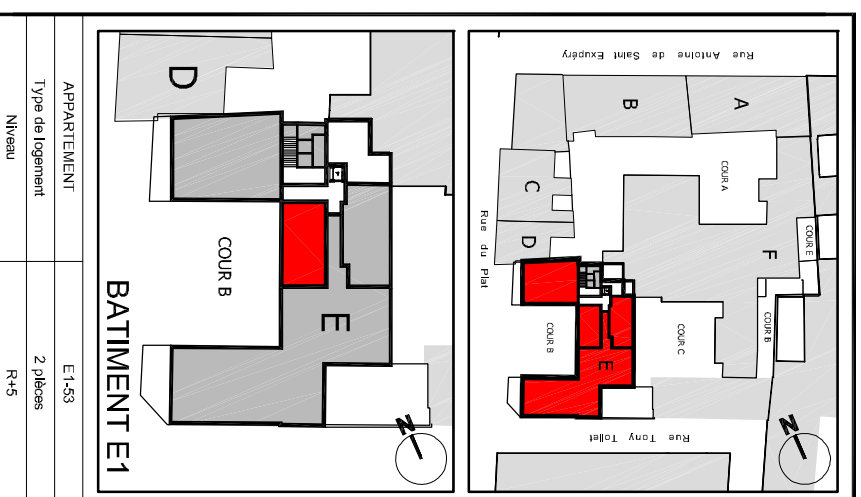 APPARTEMENT E1-53
Type de logement 2 pièces
Niveau R+5
D
COUR B
E
BATIMENT E1
N
Rue Antoine de Saint Exupéry
A
B
COUR A
C
COUR E
D
F
Rue du Plat
COUR B
COUR C
COUR B
E
Rue Tony Tollet
N